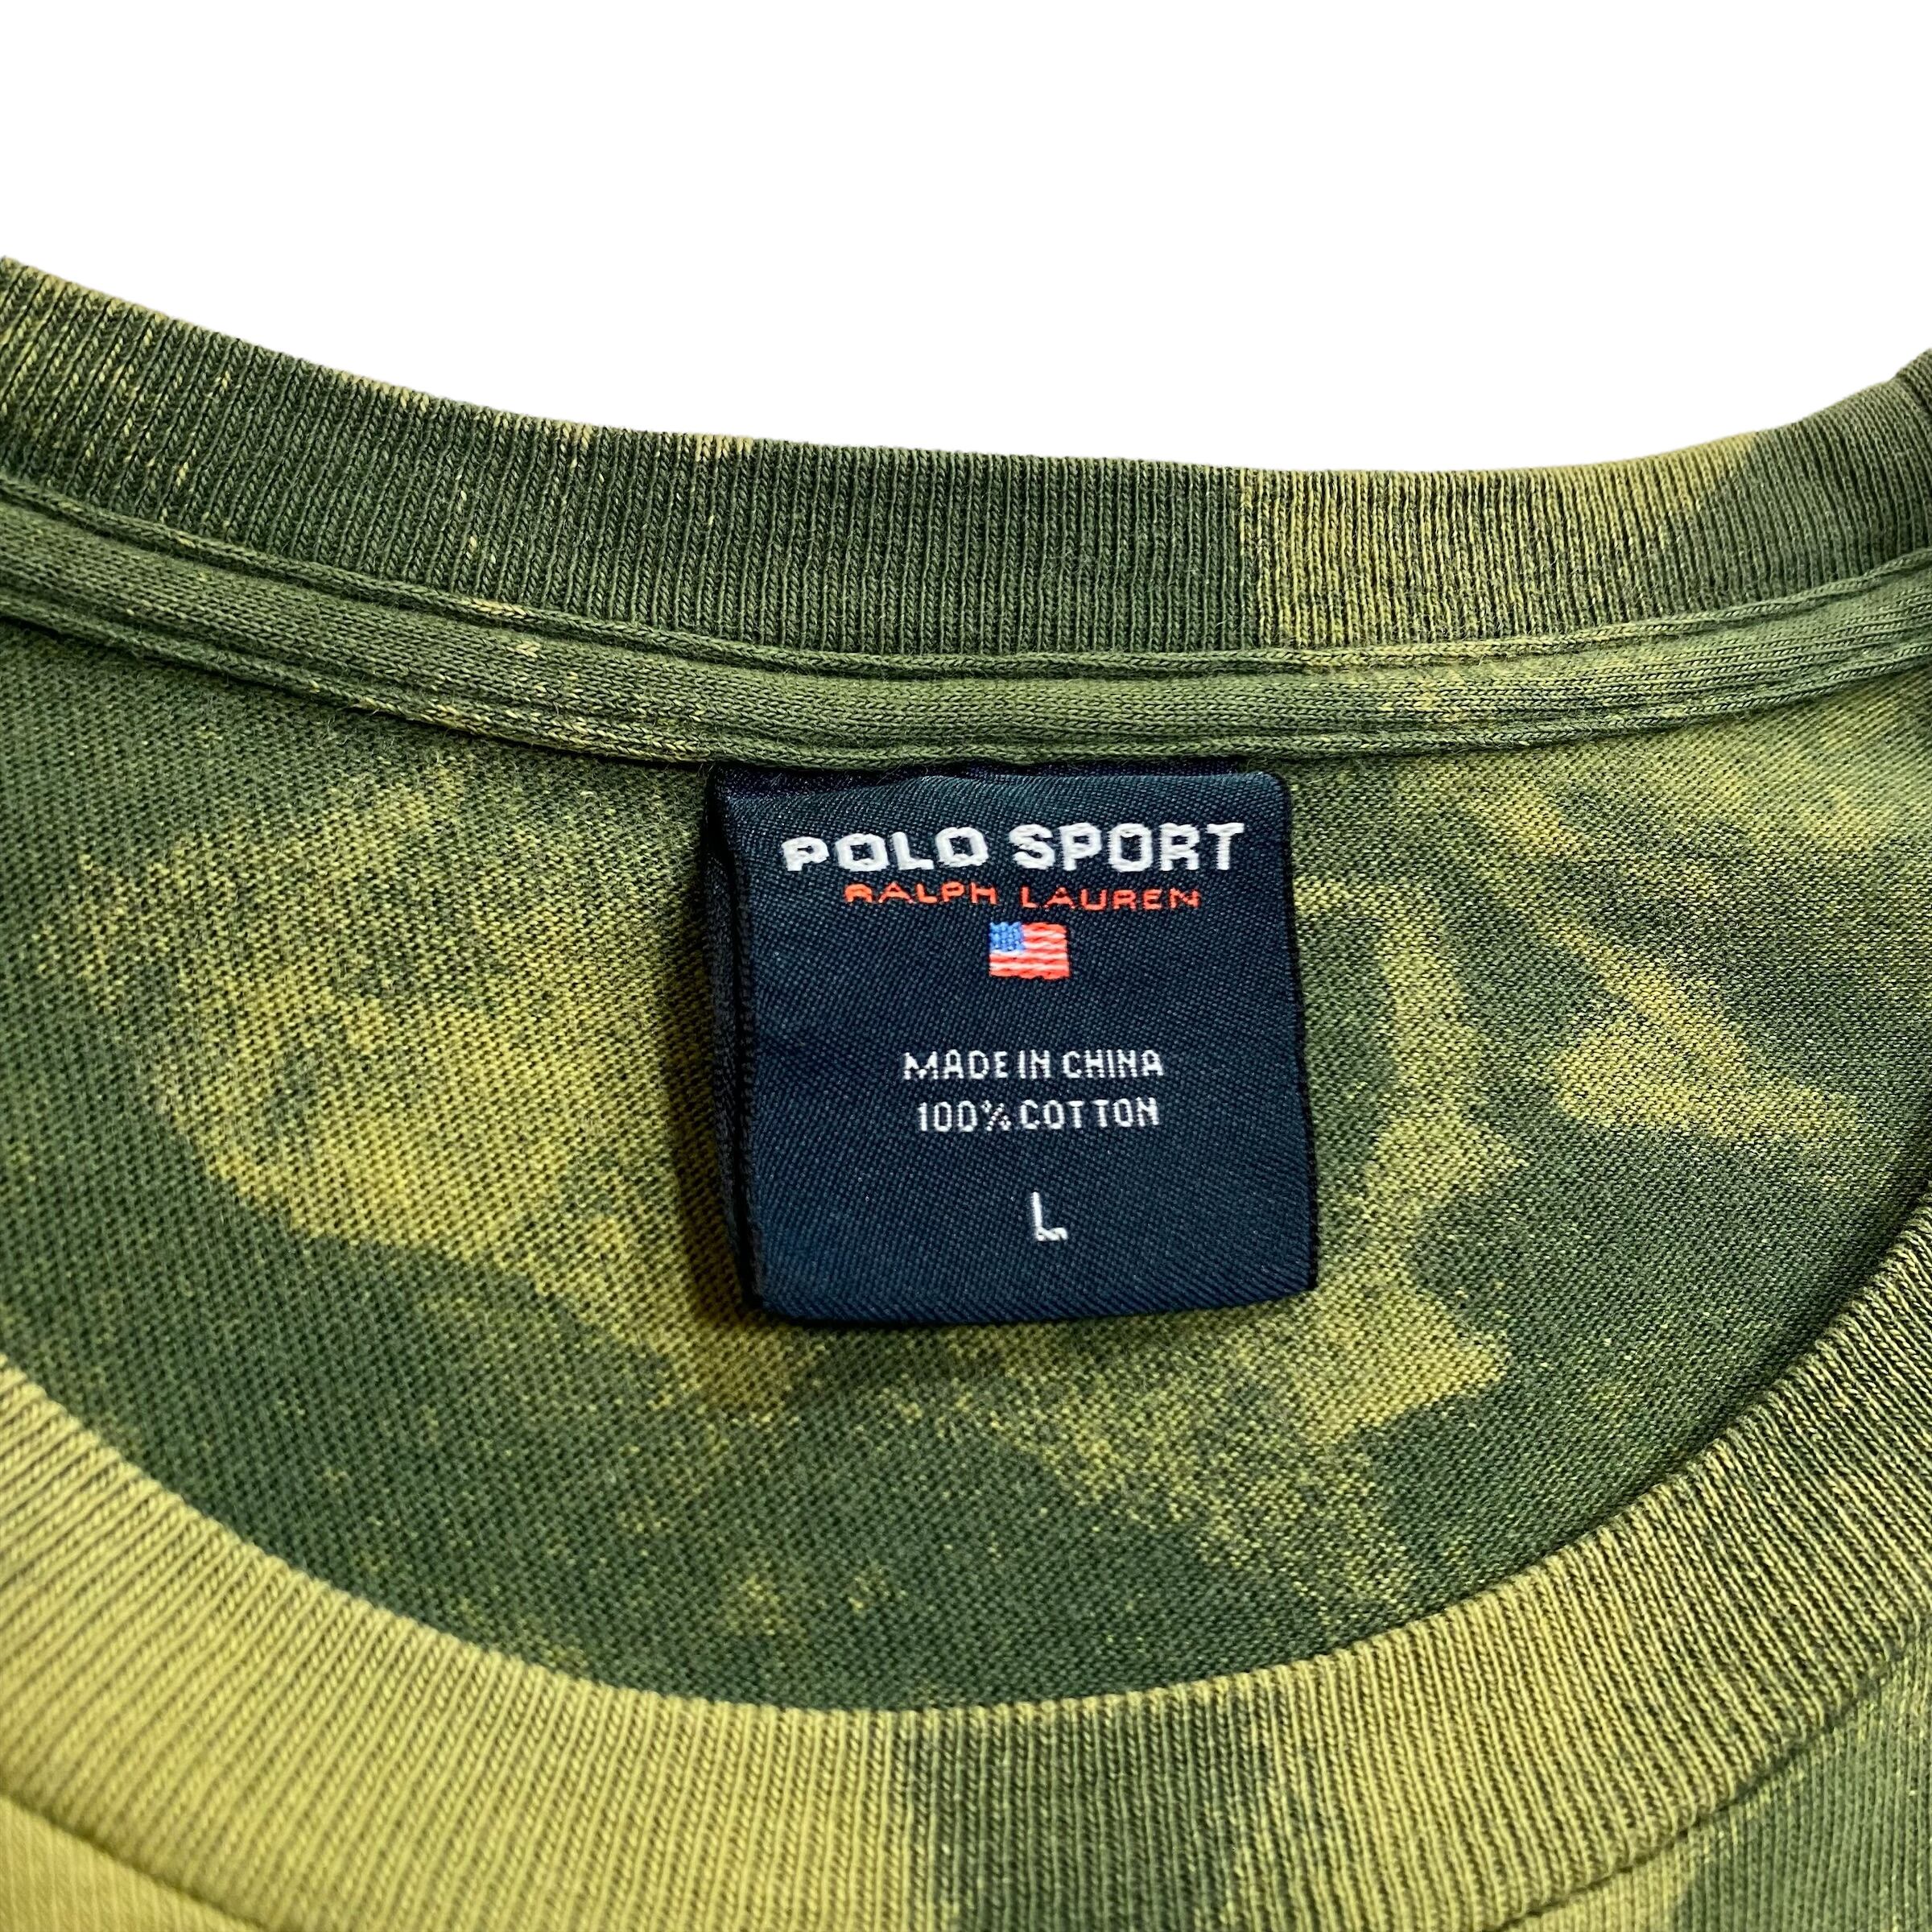 POLO SPORT
RALPH LAUREN
MADE IN CHINA
100% COTTON
L